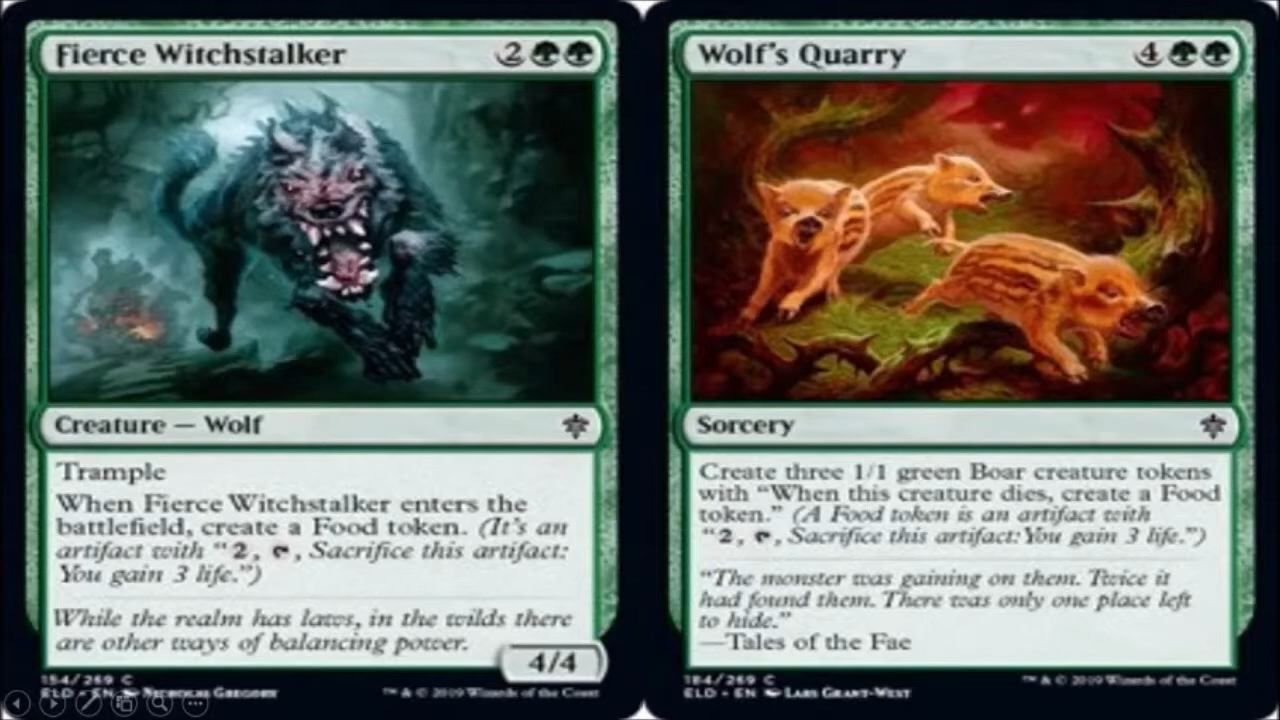 Fierce Witchstalker 2
Creature — Wolf
Trample
When Fierce Witchstalker enters the
battlefield, create a Food token. (It's an
artifact with "2, , Sacrifice this artifact:
You gain 3 life.")
While the realm has laws, in the wilds there
are other ways of balancing power.
4/4
154/269 C
ELD • EN Nicholas Gregory
™ & © 2019 Wizards of the Coast
Wolf's Quarry 4
Sorcery
Create three 1/1 green Boar creature tokens
with "When this creature dies, create a Food
token." (A Food token is an artifact with
"2, , Sacrifice this artifact: You gain 3 life.")
"The monster was gaining on them. Twice it
had found them. There was only one place left
to hide."
—Tales of the Fae
184/269 C
ELD • EN Lars Grant-West
™ & © 2019 Wizards of the Coast